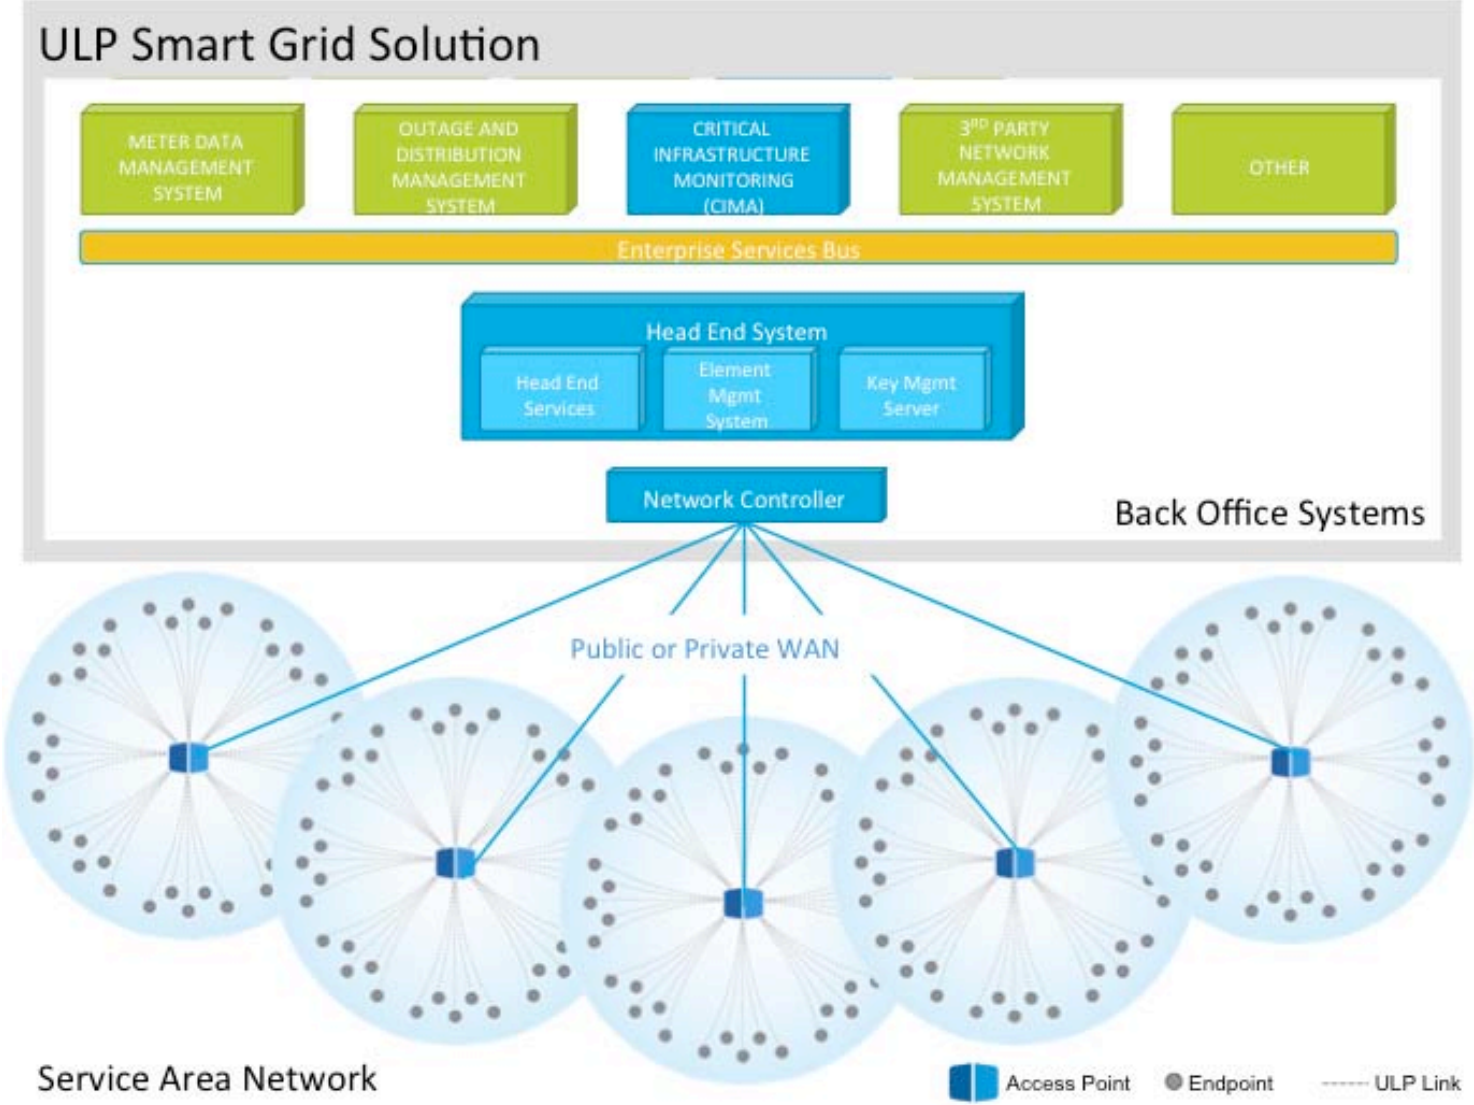 ULP Smart Grid Solution
METER DATA
MANAGEMENT
SYSTEM
OUTAGE AND
DISTRIBUTION
MANAGEMENT
SYSTEM
CRITICAL
INFRASTRUCTURE
MONITORING
(CIMA)
3RD PARTY
NETWORK
MANAGEMENT
SYSTEM
OTHER
Enterprise Services Bus
Head End System
Head End
Services
Element
Mgmt
System
Key Mgmt
Server
Network Controller
Back Office Systems
Public or Private WAN
Service Area Network
Access Point
Endpoint
ULP Link